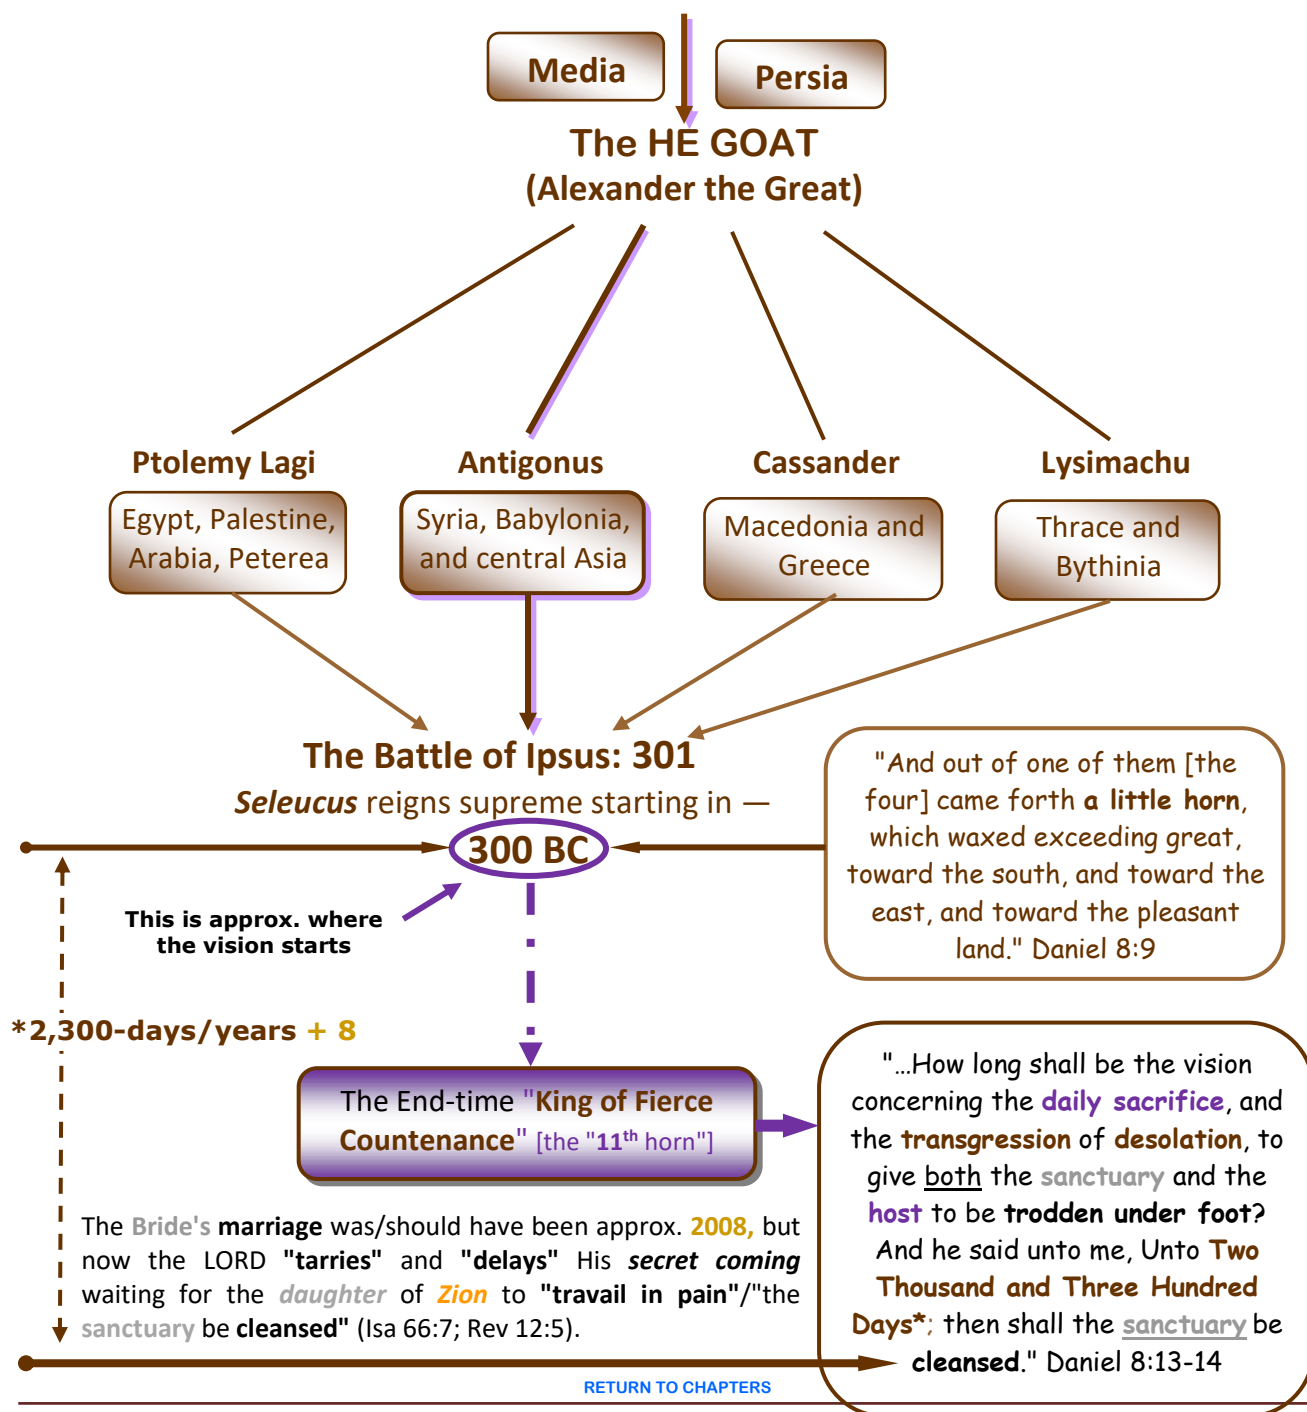 Media
Persia
The HE GOAT
(Alexander the Great)
Ptolemy Lagi
Antigonus
Cassander
Lysimachu
Egypt, Palestine,
Arabia, Peterea
Syria, Babylonia,
and central Asia
Macedonia and
Greece
Thrace and
Bythinia
The Battle of Ipsus: 301
Seleucus reigns supreme starting in —
300 BC
"And out of one of them [the
four] came forth a little horn,
which waxed exceeding great,
toward the south, and toward the
east, and toward the pleasant
land." Daniel 8:9
This is approx. where
the vision starts
*2,300-days/years + 8
The End-time "King of Fierce
Countenance" [the "11th horn"]
"…How long shall be the vision
concerning the daily sacrifice, and
the transgression of desolation, to
give both the sanctuary and the
host to be trodden under foot?
And he said unto me, Unto Two
Thousand and Three Hundred
Days*; then shall the sanctuary be
cleansed." Daniel 8:13-14
The Bride's marriage was/should have been approx. 2008, but
now the LORD "tarries" and "delays" His secret coming
waiting for the daughter of Zion to "travail in pain"/"the
sanctuary be cleansed" (Isa 66:7; Rev 12:5).
RETURN TO CHAPTERS